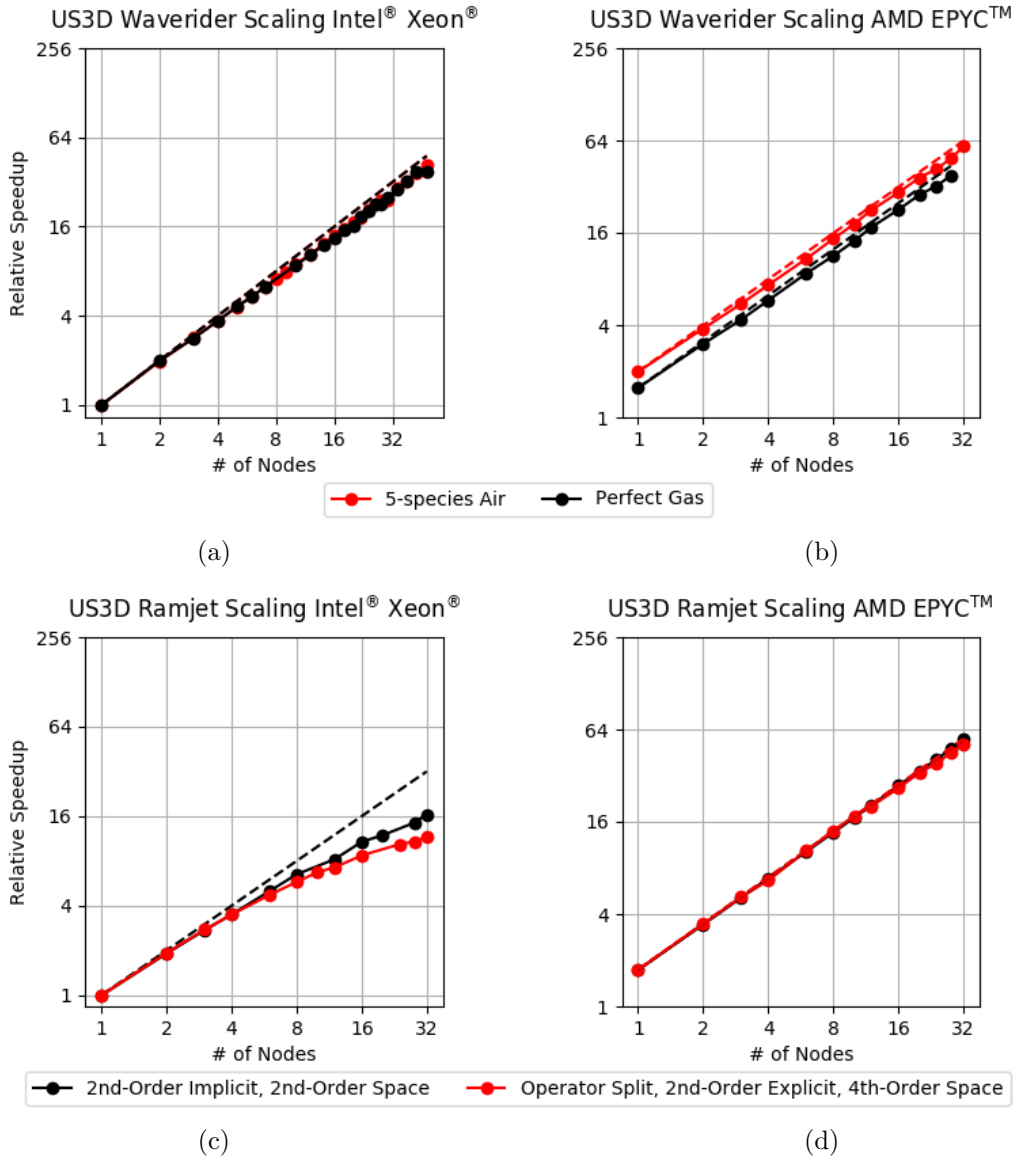 US3D Waverider Scaling Intel® Xeon®
256
64
16
4
1
Relative Speedup
1 2 4 8 16 32
# of Nodes
US3D Waverider Scaling AMD EPYC™
256
64
16
4
1
1 2 4 8 16 32
# of Nodes
5-species Air
Perfect Gas
(a)
(b)
US3D Ramjet Scaling Intel® Xeon®
256
64
16
4
1
Relative Speedup
1 2 4 8 16 32
# of Nodes
US3D Ramjet Scaling AMD EPYC™
256
64
16
4
1
1 2 4 8 16 32
# of Nodes
2nd-Order Implicit, 2nd-Order Space
Operator Split, 2nd-Order Explicit, 4th-Order Space
(c)
(d)